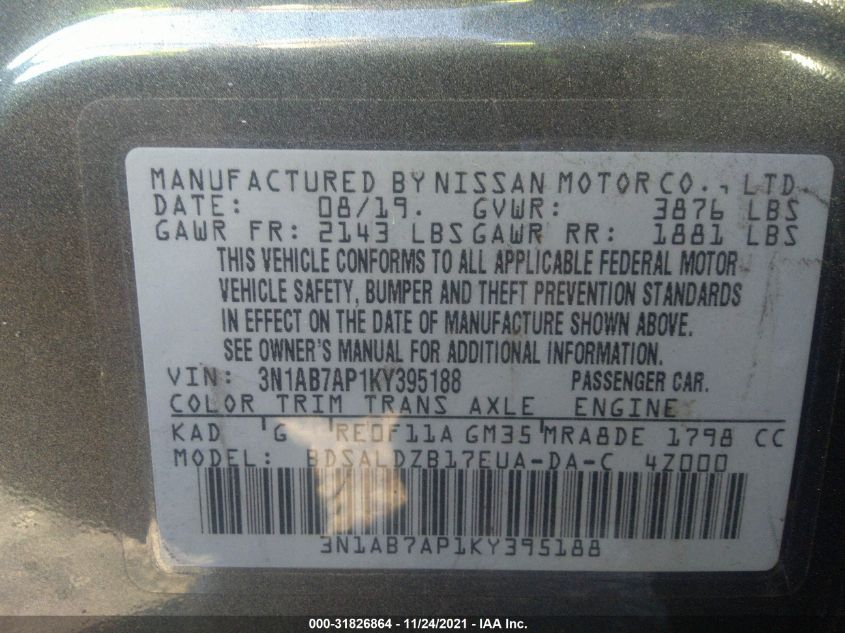 MANUFACTURED BY NISSAN MOTOR CO., LTD.
DATE: 08/19. GVWR: 3876 LBS
GAWR FR: 2143 LBS GAWR RR: 1881 LBS
THIS VEHICLE CONFORMS TO ALL APPLICABLE FEDERAL MOTOR
VEHICLE SAFETY, BUMPER AND THEFT PREVENTION STANDARDS
IN EFFECT ON THE DATE OF MANUFACTURE SHOWN ABOVE.
SEE OWNER'S MANUAL FOR ADDITIONAL INFORMATION.
VIN: 3N1AB7AP1KY395188 PASSENGER CAR.
COLOR TRIM TRANS AXLE ENGINE
KAD G RE0F11A GM35 MRA8DE 1798 CC
MODEL: BDSALDZB17EUA-DA-C 4Z000
3N1AB7AP1KY395188
000-31826864 - 11/24/2021 - IAA Inc.